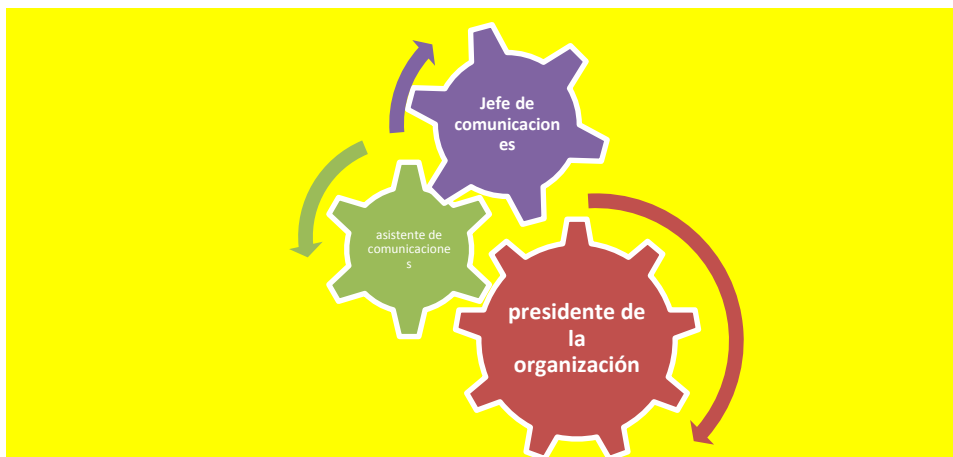 Jefe de
comunicacion
es
asistente de
comunicacione
s
presidente de
la
organización